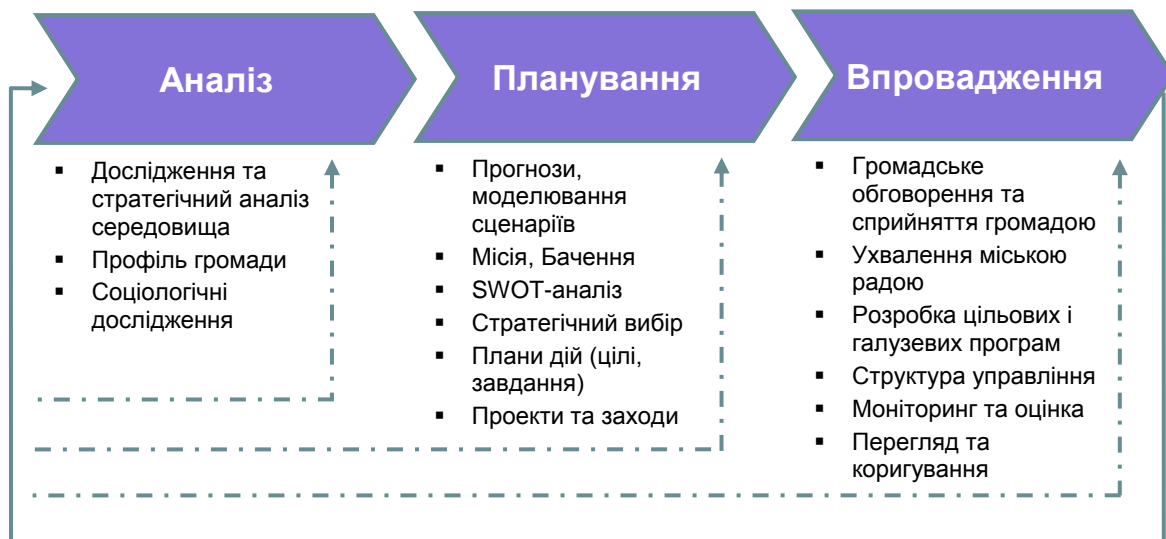 Аналіз
▪ Дослідження та
стратегічний аналіз
середовища
▪ Профіль громади
▪ Соціологічні
дослідження
Планування
▪ Прогнози,
моделювання
сценаріїв
▪ Місія, Бачення
▪ SWOT-аналіз
▪ Стратегічний вибір
▪ Плани дій (цілі,
завдання)
▪ Проекти та заходи
Впровадження
▪ Громадське
обговорення та
сприйняття громадою
▪ Ухвалення міською
радою
▪ Розробка цільових і
галузевих програм
▪ Структура управління
▪ Моніторинг та оцінка
▪ Перегляд та
коригування